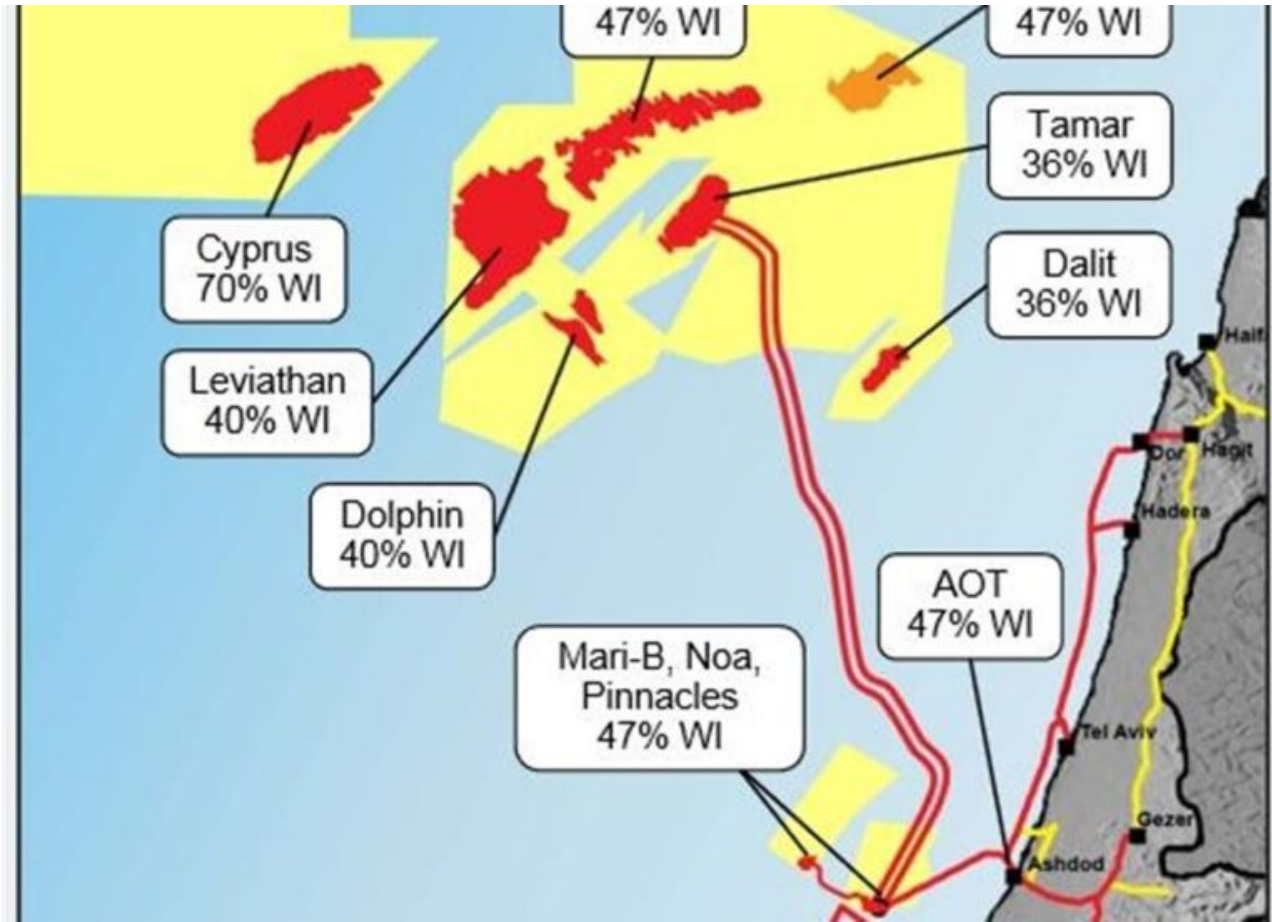 47% WI
47% WI
Tamar
36% WI
Cyprus
70% WI
Dalit
36% WI
Haif
Leviathan
40% WI
Dor
Hagit
Dolphin
40% WI
Hadera
AOT
47% WI
Mari-B, Noa,
Pinnacles
47% WI
Tel Aviv
Gezer
Ashdod